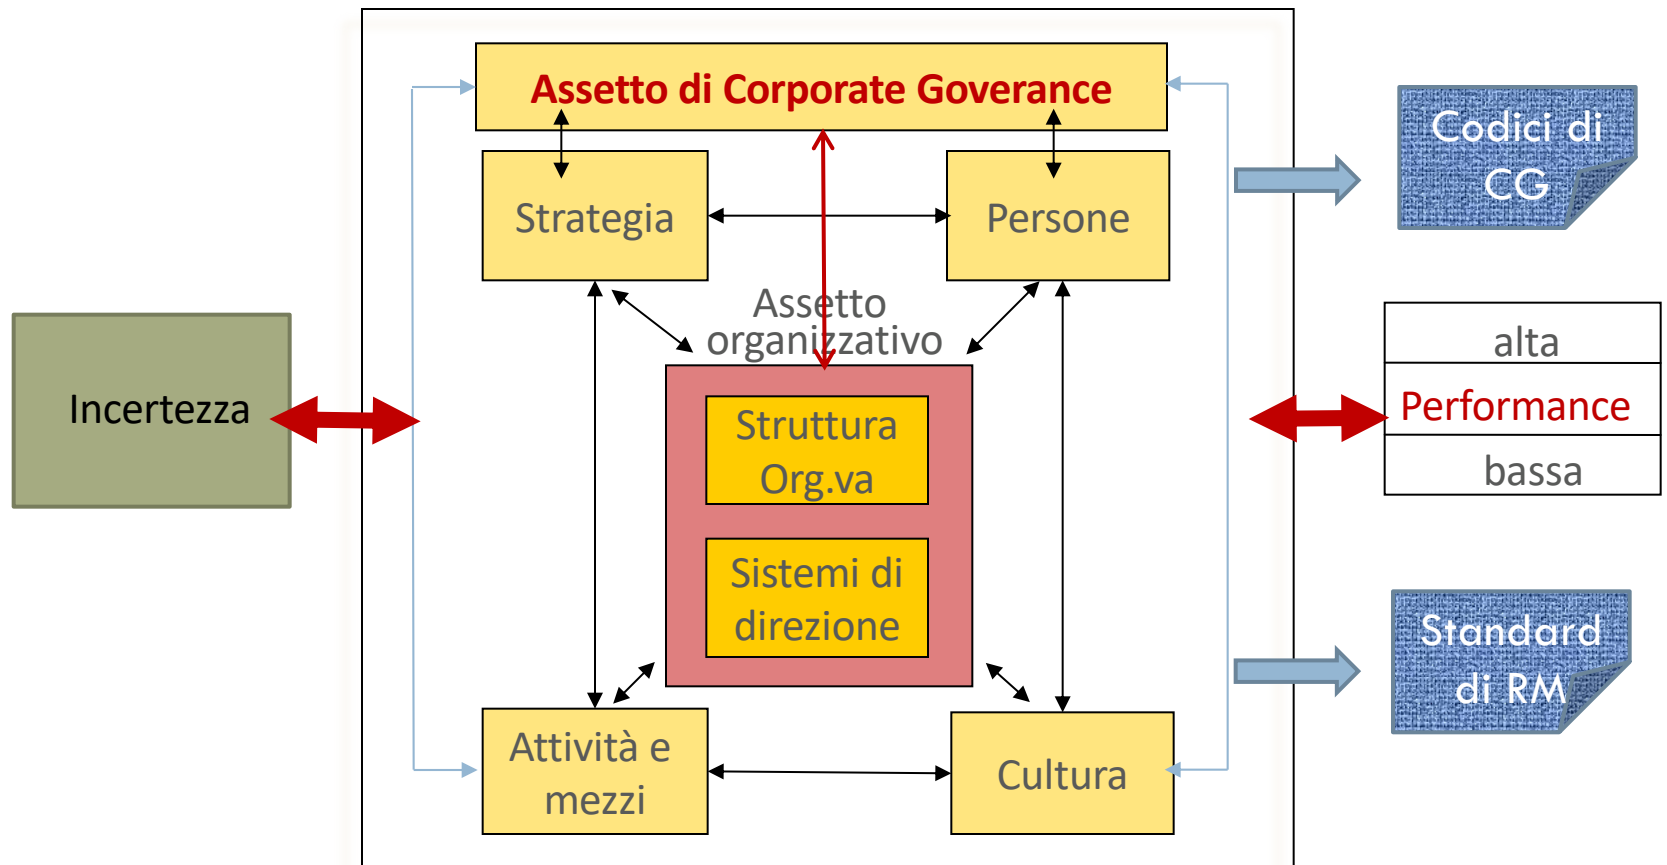 Assetto di Corporate Goverance
Codici di
CG
Strategia
Persone
Assetto
organizzativo
alta
Incertezza
Performance
Struttura
Org.va
bassa
Sistemi di
direzione
Standard
di RM
Attività e
mezzi
Cultura